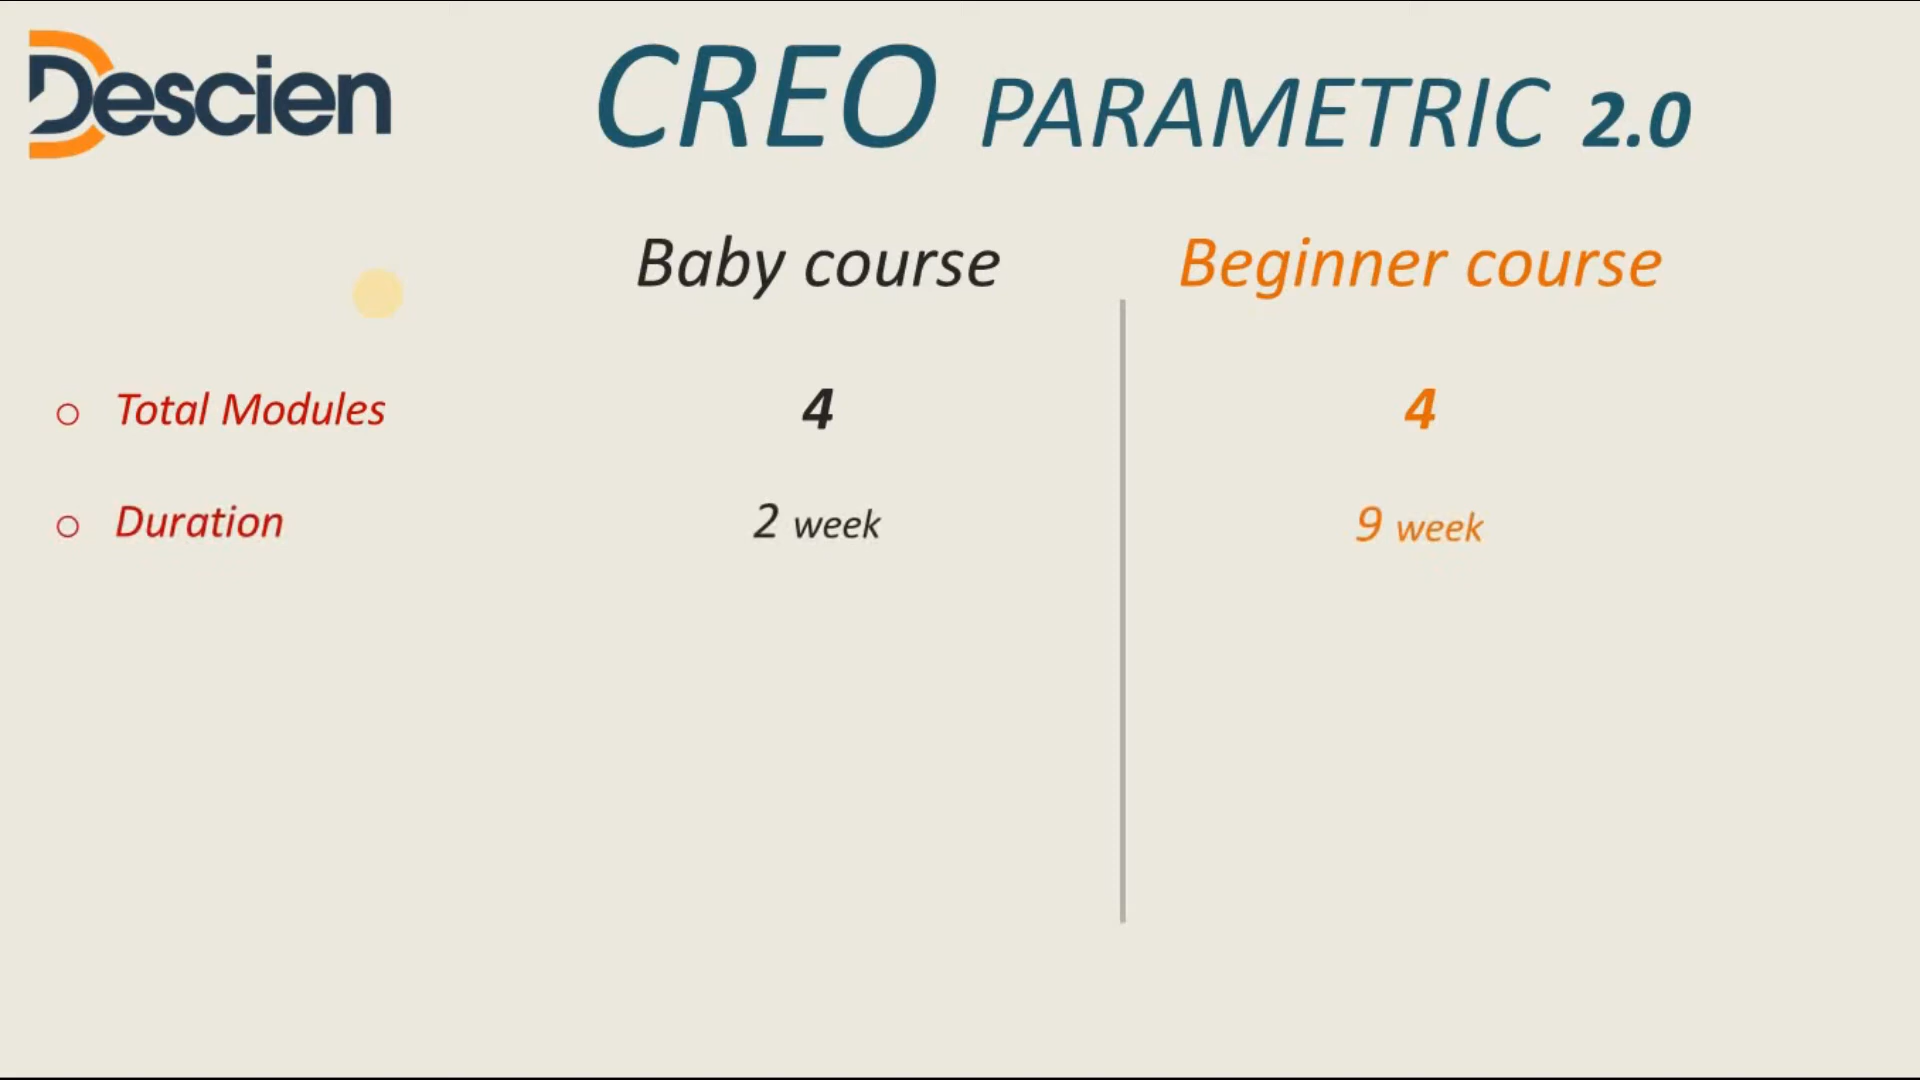 Descien
CREO PARAMETRIC 2.0
Baby course Beginner course
Total Modules 4 4
Duration 2 week 9 week